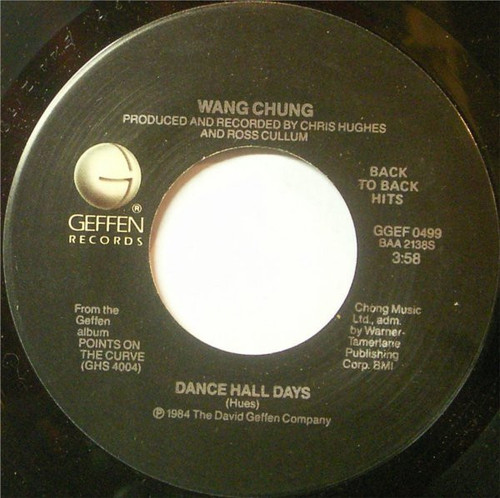 WANG CHUNG
PRODUCED AND RECORDED BY CHRIS HUGHES
AND ROSS CULLUM
G
®
GEFFEN
RECORDS
BACK
TO BACK
HITS
GGEF 0499
BAA 2138S
3:58
From the
Geffen
album
POINTS ON
THE CURVE
(GHS 4004)
Chong Music
Ltd., adm.
by Warner-
Tamerlane
Publishing
Corp. BMI
DANCE HALL DAYS
(Hues)
℗ 1984 The David Geffen Company